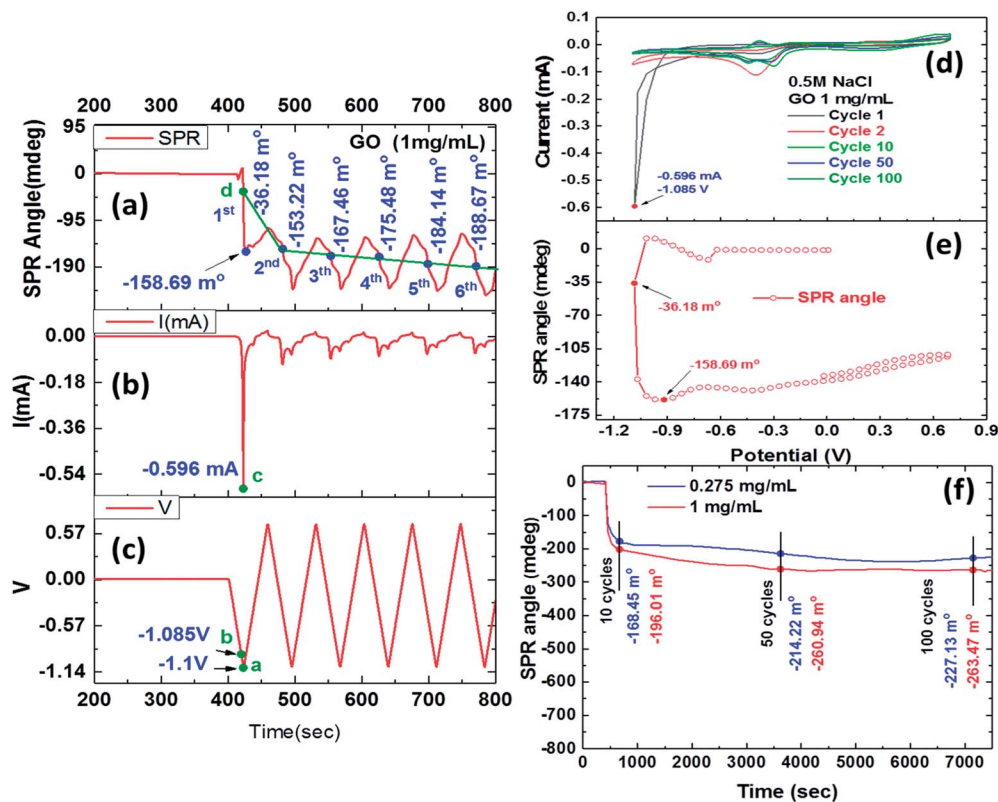 200 300 400 500 600 700 800
SPR
GO (1mg/mL)
95
0
-95
-190
SPR Angle(mdeg)
(a)
d
1st
2nd
3th
4th
5th
6th
-158.69 m°
-36.18 m°
-153.22 m°
-167.46 m°
-175.48 m°
-184.14 m°
-188.67 m°
I(mA)
0.00
-0.18
-0.36
-0.54
I(mA)
(b)
-0.596 mA
c
V
0.57
0.00
-0.57
-1.14
V
(c)
b
-1.085V
-1.1V
a
200 300 400 500 600 700 800
Time(sec)
0.1
0.0
-0.1
-0.2
-0.3
-0.4
-0.5
-0.6
Current (mA)
(d)
0.5M NaCl
GO 1 mg/mL
Cycle 1
Cycle 2
Cycle 10
Cycle 50
Cycle 100
-0.596 mA
-1.085 V
0
-35
-70
-105
-140
-175
SPR angle (mdeg)
(e)
SPR angle
-36.18 m°
-158.69 m°
-1.2 -0.9 -0.6 -0.3 0.0 0.3 0.6 0.9
Potential (V)
0
-100
-200
-300
-400
-500
-600
-700
-800
SPR angle (mdeg)
(f)
0.275 mg/mL
1 mg/mL
10 cycles
-168.45 m°
-196.01 m°
50 cycles
-214.22 m°
-260.94 m°
100 cycles
-227.13 m°
-263.47 m°
0 1000 2000 3000 4000 5000 6000 7000
Time (sec)